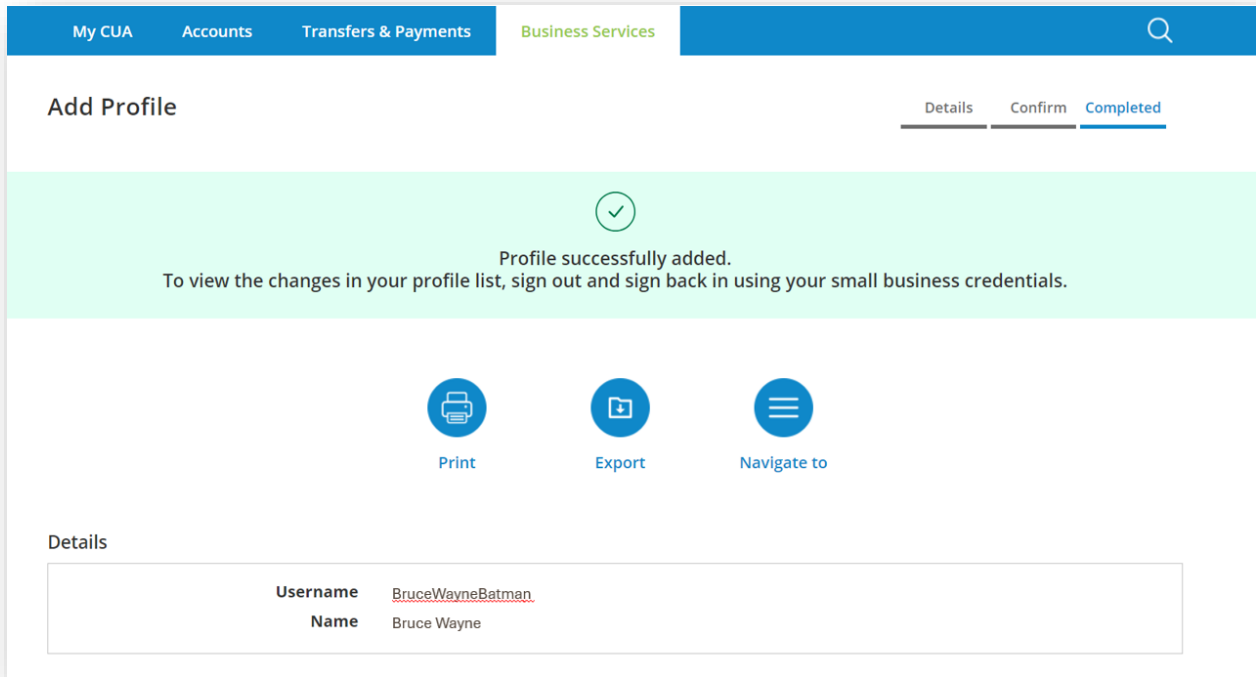 My CUA Accounts Transfers & Payments Business Services
Add Profile
Details Confirm Completed
Profile successfully added.
To view the changes in your profile list, sign out and sign back in using your small business credentials.
Print Export Navigate to
Details
Username BruceWayneBatman
Name Bruce Wayne